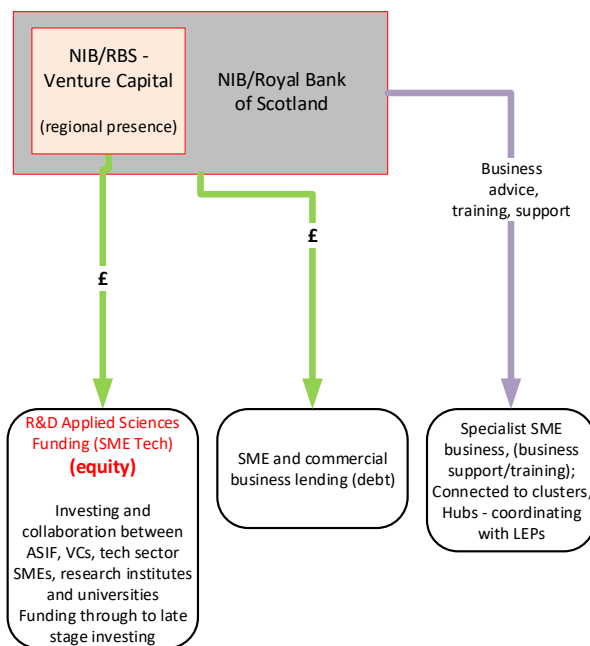 NIB/RBS -
Venture Capital
(regional presence)
NIB/Royal Bank
of Scotland
Business
advice,
training, support
£
£
R&D Applied Sciences
Funding (SME Tech)
(equity)
Investing and
collaboration between
ASIF, VCs, tech sector
SMEs, research institutes
and universities
Funding through to late
stage investing
SME and commercial
business lending (debt)
Specialist SME
business, (business
support/training);
Connected to clusters,
Hubs - coordinating
with LEPs